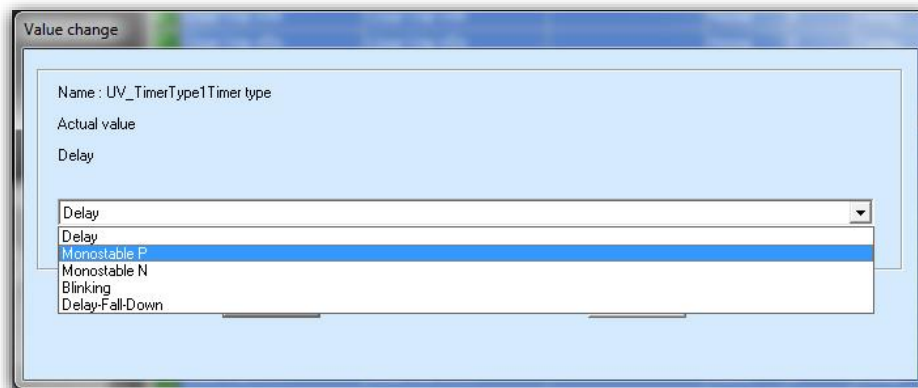 Value change
Name : UV_TimerType1Timer type
Actual value
Delay
Delay
Delay
Monostable P
Monostable N
Blinking
Delay-Fall-Down